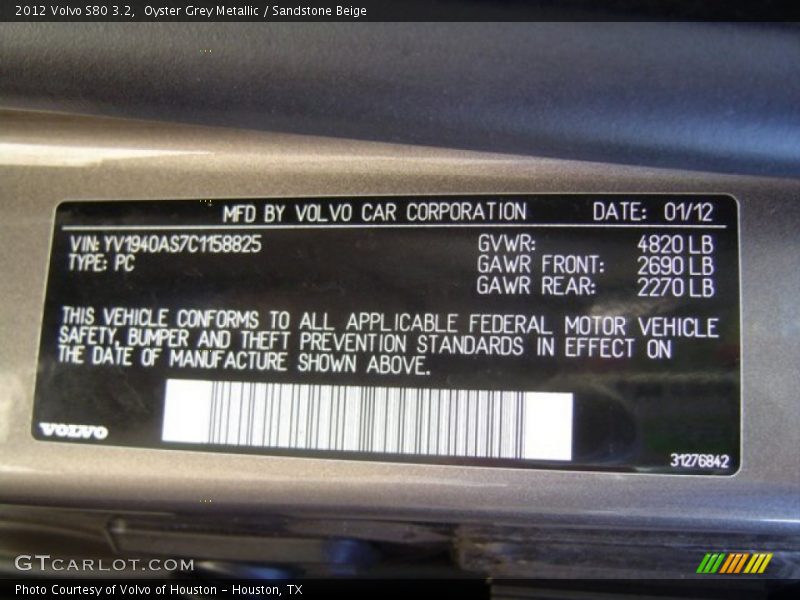 2012 Volvo S80 3.2, Oyster Grey Metallic / Sandstone Beige
MFD BY VOLVO CAR CORPORATION DATE: 01/12
VIN: YV1940AS7C1158825 GVWR: 4820 LB
TYPE: PC GAWR FRONT: 2690 LB
GAWR REAR: 2270 LB
THIS VEHICLE CONFORMS TO ALL APPLICABLE FEDERAL MOTOR VEHICLE
SAFETY, BUMPER AND THEFT PREVENTION STANDARDS IN EFFECT ON
THE DATE OF MANUFACTURE SHOWN ABOVE.
VOLVO
31276842
GTCARLOT.COM
Photo Courtesy of Volvo of Houston - Houston, TX